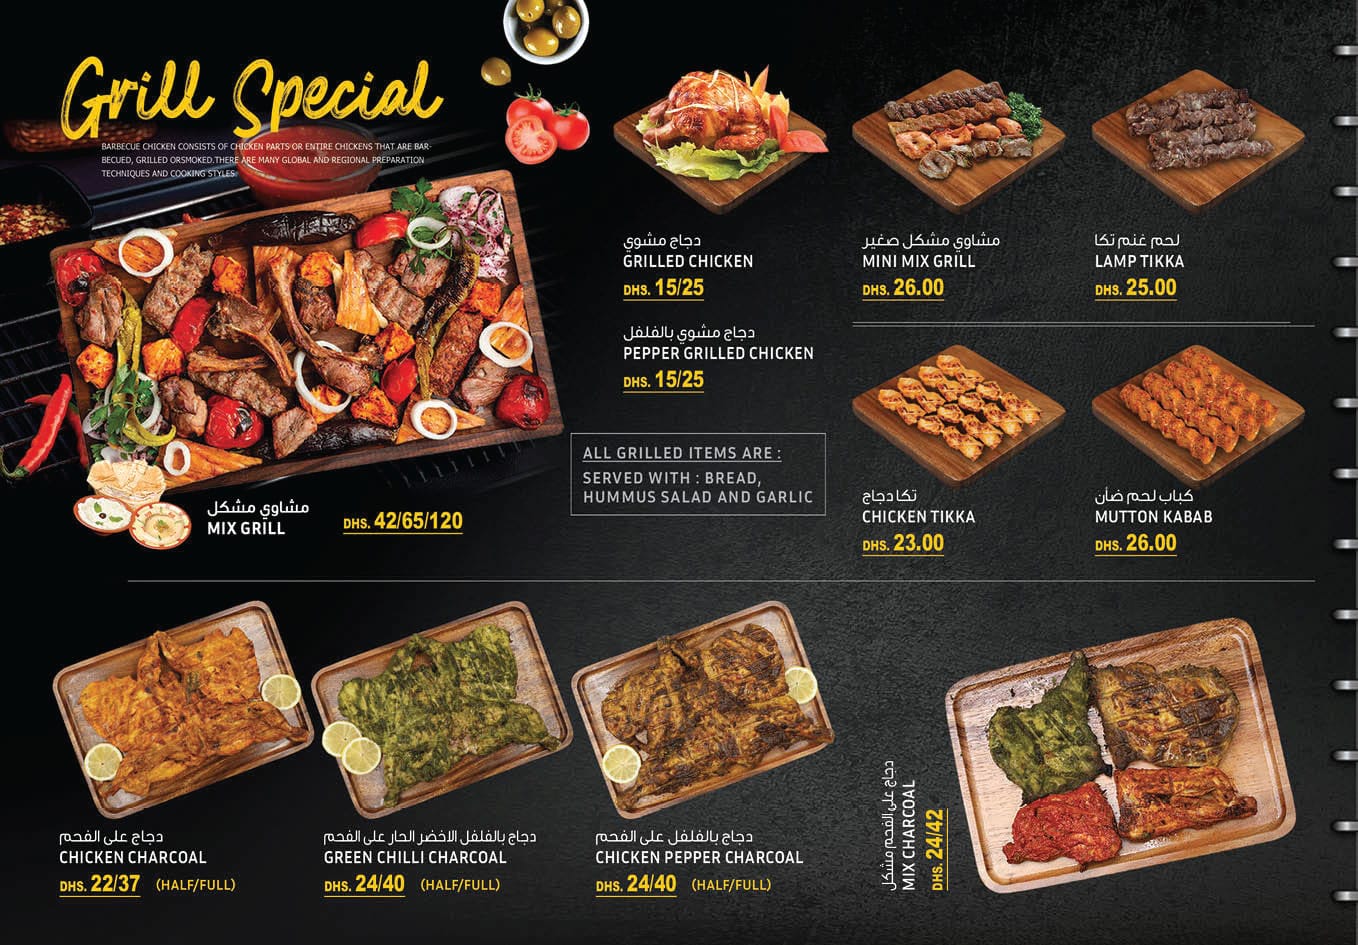 Grill Special
BARBECUE CHICKEN CONSISTS OF CHICKEN PARTS OR ENTIRE CHICKENS THAT ARE BAR-
BECUED, GRILLED ORSMOKED.THERE ARE MANY GLOBAL AND REGIONAL PREPARATION
TECHNIQUES AND COOKING STYLES.
مشاوي مشكل
MIX GRILL
DHS. 42/65/120
دجاج مشوي
GRILLED CHICKEN
DHS. 15/25
دجاج مشوي بالفلفل
PEPPER GRILLED CHICKEN
DHS. 15/25
ALL GRILLED ITEMS ARE :
SERVED WITH : BREAD,
HUMMUS SALAD AND GARLIC
مشاوي مشكل صغير
MINI MIX GRILL
DHS. 26.00
لحم غنم تكا
LAMP TIKKA
DHS. 25.00
تكا دجاج
CHICKEN TIKKA
DHS. 23.00
كباب لحم ضأن
MUTTON KABAB
DHS. 26.00
دجاج على الفحم
CHICKEN CHARCOAL
DHS. 22/37 (HALF/FULL)
دجاج بالفلفل الاخضر الحار على الفحم
GREEN CHILLI CHARCOAL
DHS. 24/40 (HALF/FULL)
دجاج بالفلفل على الفحم
CHICKEN PEPPER CHARCOAL
DHS. 24/40 (HALF/FULL)
دجاج على الفحم مشكل
MIX CHARCOAL
DHS. 24/42